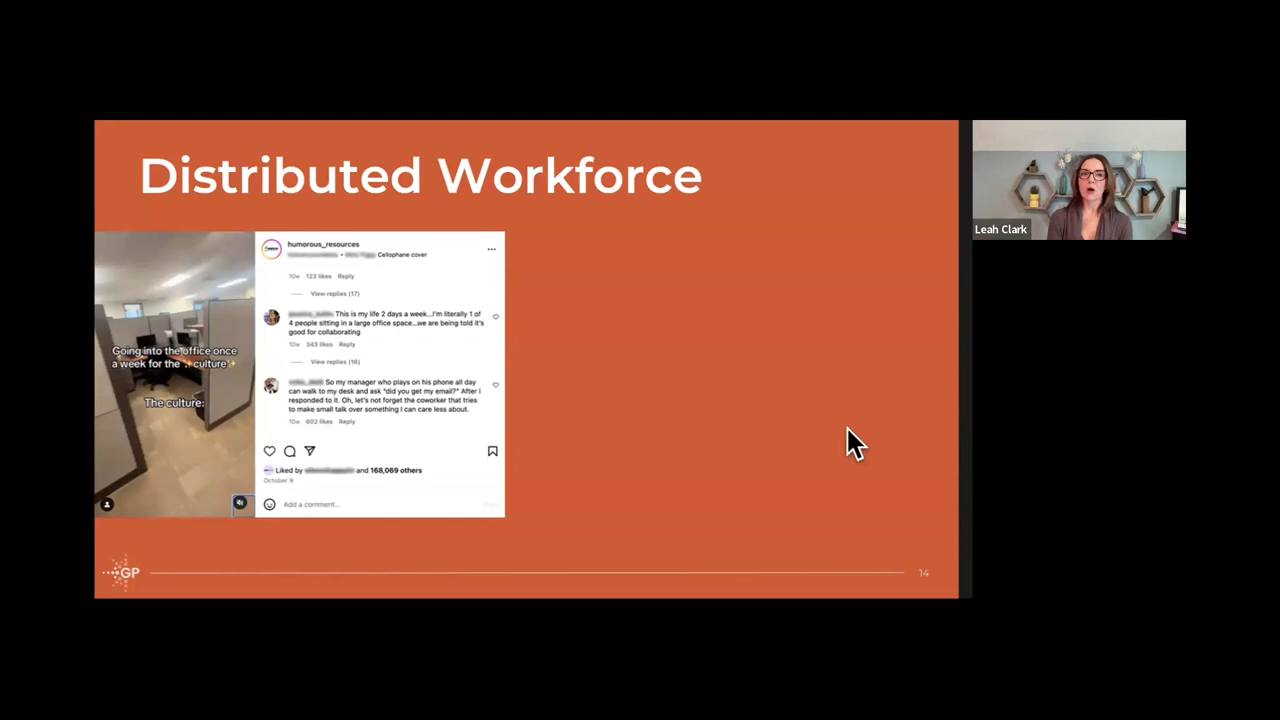 Distributed Workforce
Going into the office once
a week for the ✨culture✨
The culture:
humorous_resources
• Cellophane cover
10w 123 likes Reply
View replies (17)
This is my life 2 days a week...I'm literally 1 of
4 people sitting in a large office space...we are being told it's
good for collaborating
10w 343 likes Reply
View replies (16)
So my manager who plays on his phone all day
can walk to my desk and ask "did you get my email?" After I
responded to it. Oh, let's not forget the coworker that tries
to make small talk over something I can care less about.
10w 602 likes Reply
Liked by and 168,069 others
October 9
Add a comment...
GP
14
Leah Clark